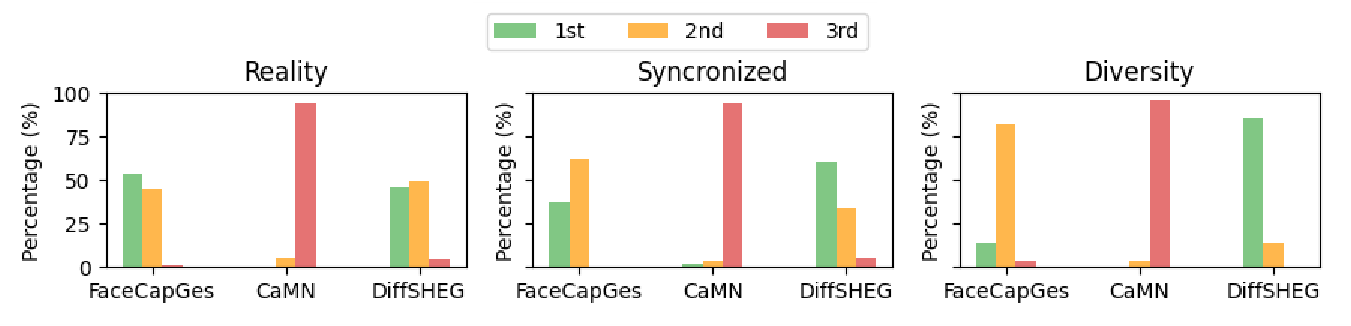 1st 2nd 3rd
Reality
Syncronized
Diversity
Percentage (%)
100
75
50
25
0
FaceCapGes CaMN DiffSHEG
Percentage (%)
FaceCapGes CaMN DiffSHEG
Percentage (%)
FaceCapGes CaMN DiffSHEG